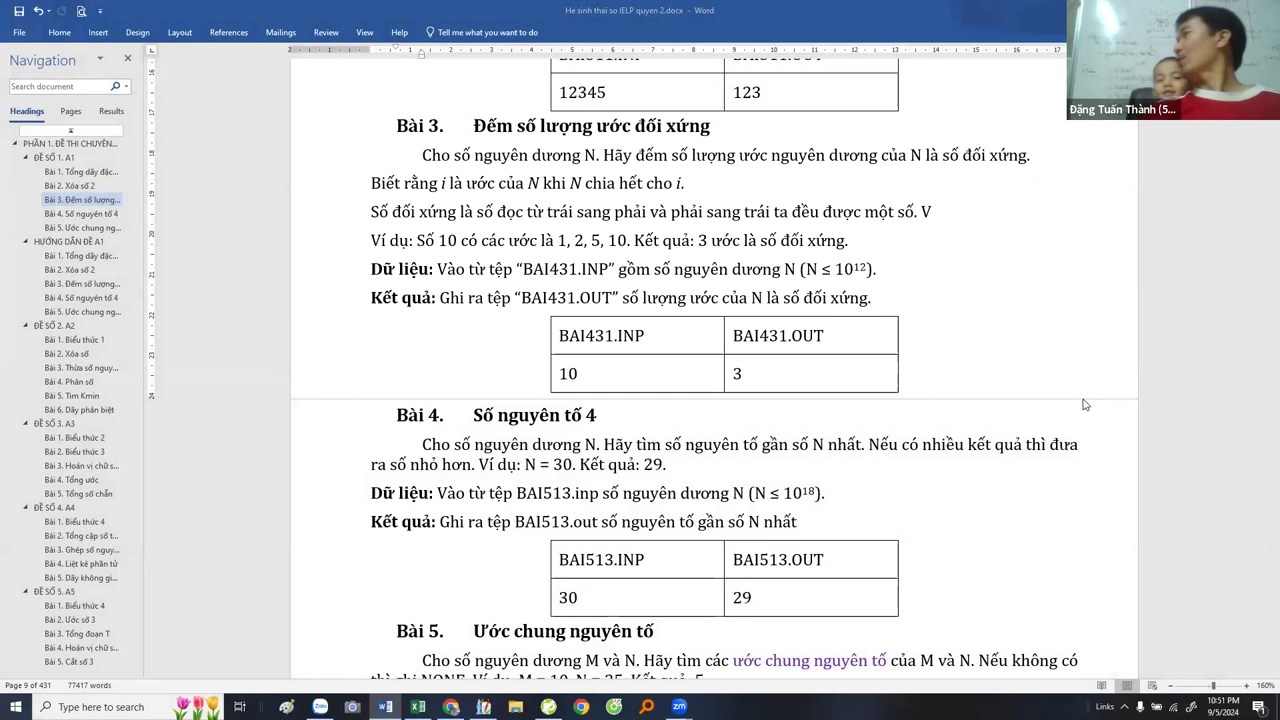 He sinh thai so IELP quyen 2.docx - Word
File Home Insert Draw Design Layout References Mailings Review View Help Tell me what you want to do
Navigation
Search document
Headings Pages Results
PHẦN 1. ĐỀ THI CHUYÊN...
ĐỀ SỐ 1. A1
Bài 1. Tổng dãy đặc...
Bài 2. Xóa số 2
Bài 3. Đếm số lượng...
Bài 4. Số nguyên tố 4
Bài 5. Ước chung ng...
HƯỚNG DẪN ĐỀ A1
Bài 1. Tổng dãy đặc...
Bài 2. Xóa số 2
Bài 3. Đếm số lượng...
Bài 4. Số nguyên tố 4
Bài 5. Ước chung ng...
ĐỀ SỐ 2. A2
Bài 1. Biểu thức 1
Bài 2. Xóa số
Bài 3. Thừa số nguy...
Bài 4. Phân số
Bài 5. Tìm Kmin
Bài 6. Dãy phân biệt
ĐỀ SỐ 3. A3
Bài 1. Biểu thức 2
Bài 2. Biểu thức 3
Bài 3. Hoán vị chữ s...
Bài 4. Tổng ước
Bài 5. Tổng số chẵn
ĐỀ SỐ 4. A4
Bài 1. Biểu thức 4
Bài 2. Tổng cặp số t...
Bài 3. Ghép số nguy...
Bài 4. Liệt kê phần tử
Bài 5. Dãy không gi...
ĐỀ SỐ 5. A5
Bài 1. Biểu thức 4
Bài 2. Ước số 3
Bài 3. Tổng đoạn T
Bài 4. Hoán vị chữ s...
Bài 5. Cắt số 3
12345 123
Bài 3. Đếm số lượng ước đối xứng
Cho số nguyên dương N. Hãy đếm số lượng ước nguyên dương của N là số đối xứng.
Biết rằng i là ước của N khi N chia hết cho i.
Số đối xứng là số đọc từ trái sang phải và phải sang trái ta đều được một số. V
Ví dụ: Số 10 có các ước là 1, 2, 5, 10. Kết quả: 3 ước là số đối xứng.
Dữ liệu: Vào từ tệp “BAI431.INP” gồm số nguyên dương N (N ≤ 10¹²).
Kết quả: Ghi ra tệp “BAI431.OUT” số lượng ước của N là số đối xứng.
BAI431.INP BAI431.OUT
10 3
Bài 4. Số nguyên tố 4
Cho số nguyên dương N. Hãy tìm số nguyên tố gần số N nhất. Nếu có nhiều kết quả thì đưa
ra số nhỏ hơn. Ví dụ: N = 30. Kết quả: 29.
Dữ liệu: Vào từ tệp BAI513.inp số nguyên dương N (N ≤ 10¹⁸).
Kết quả: Ghi ra tệp BAI513.out số nguyên tố gần số N nhất
BAI513.INP BAI513.OUT
30 29
Bài 5. Ước chung nguyên tố
Cho số nguyên dương M và N. Hãy tìm các ước chung nguyên tố của M và N. Nếu không có
Đặng Tuấn Thành (5...
Page 9 of 431 77417 words
160%
Type here to search
10:51 PM
9/5/2024